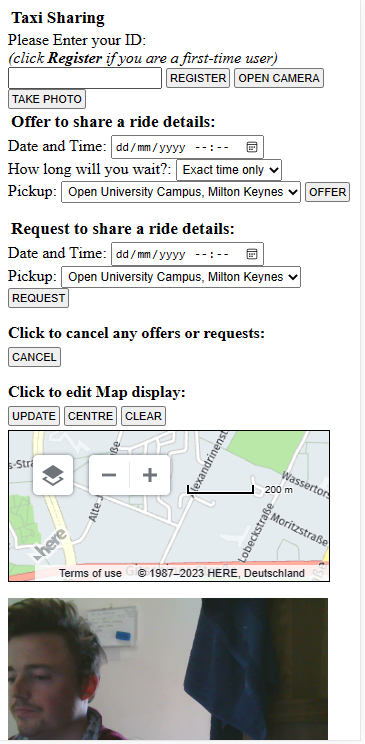 Taxi Sharing
Please Enter your ID:
(click Register if you are a first-time user)
REGISTER OPEN CAMERA
TAKE PHOTO
Offer to share a ride details:
Date and Time: dd/mm/yyyy --:--
How long will you wait?: Exact time only
Pickup: Open University Campus, Milton Keynes OFFER
Request to share a ride details:
Date and Time: dd/mm/yyyy --:--
Pickup: Open University Campus, Milton Keynes
REQUEST
Click to cancel any offers or requests:
CANCEL
Click to edit Map display:
UPDATE CENTRE CLEAR
200 m
Alte J
lexandrinenst
Wassertors
Moritzstraße
Lobeckstraße
here
Terms of use © 1987–2023 HERE, Deutschland